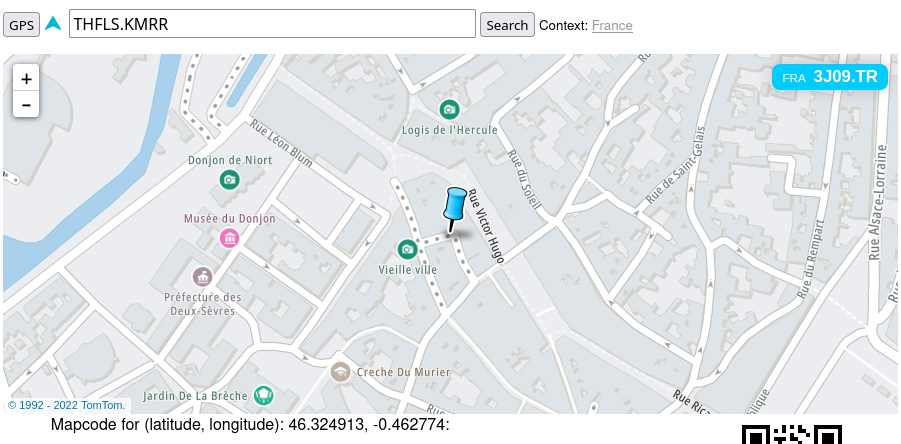 GPS THFLS.KMRR Search Context: France
+
-
FRA 3J09.TR
Rue Léon Blum
Logis de l'Hercule
Donjon de Niort
Rue du Soleil
Rue de Saint-Gelais
Rue Alsace-Lorraine
Musée du Donjon
Rue Victor Hugo
Vieille ville
Rue du Rempart
Préfecture des
Deux-Sèvres
Creche Du Murier
Jardin De La Brèche
Rue Rica
© 1992 - 2022 TomTom.
Mapcode for (latitude, longitude): 46.324913, -0.462774: